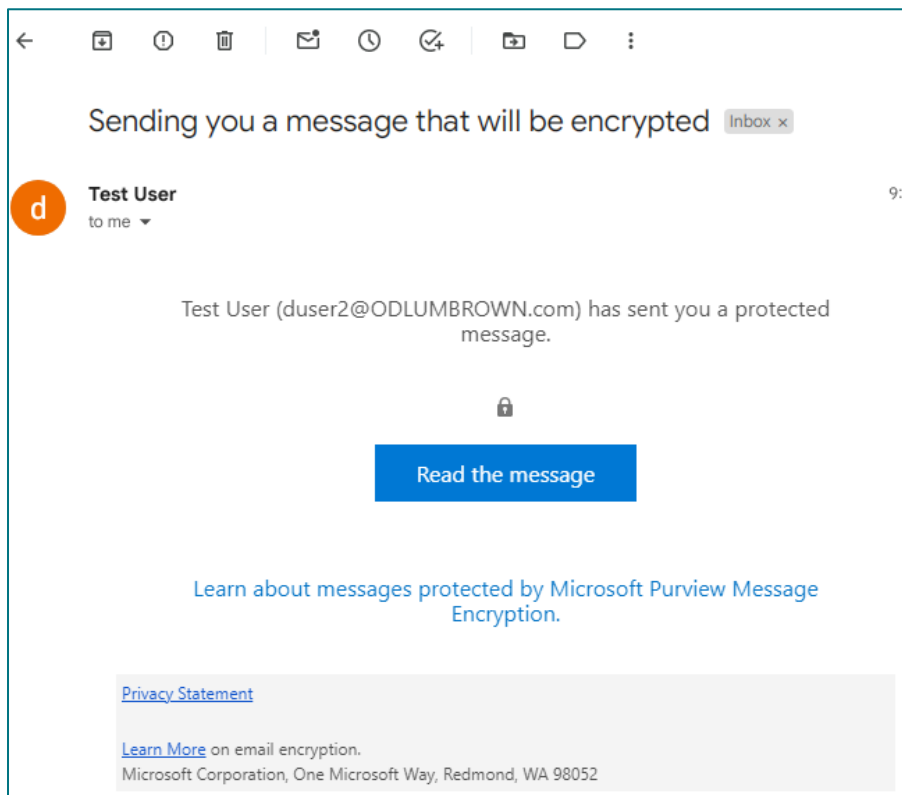 Sending you a message that will be encrypted Inbox ×
d
Test User 9:
to me
Test User (duser2@ODLUMBROWN.com) has sent you a protected
message.
Read the message
Learn about messages protected by Microsoft Purview Message
Encryption.
Privacy Statement
Learn More on email encryption.
Microsoft Corporation, One Microsoft Way, Redmond, WA 98052